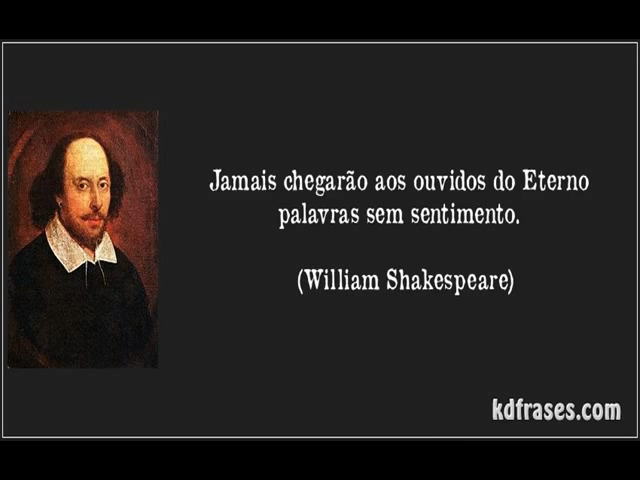 Jamais chegarão aos ouvidos do Eterno
palavras sem sentimento.
(William Shakespeare)
kdfrases.com